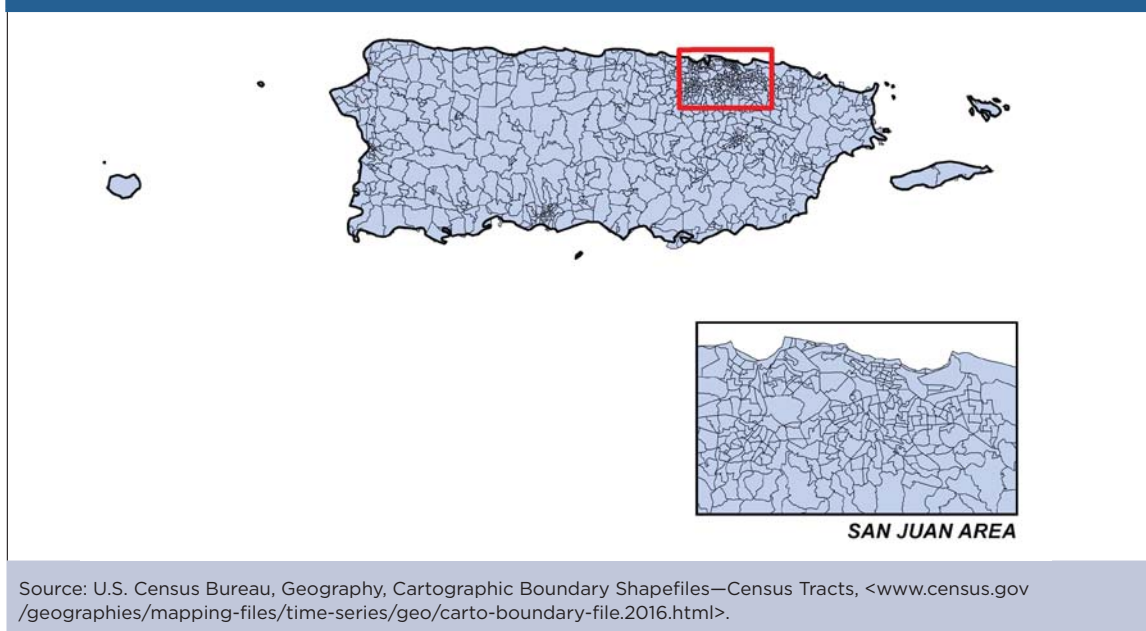 SAN JUAN AREA
Source: U.S. Census Bureau, Geography, Cartographic Boundary Shapefiles—Census Tracts, <www.census.gov
/geographies/mapping-files/time-series/geo/carto-boundary-file.2016.html>.